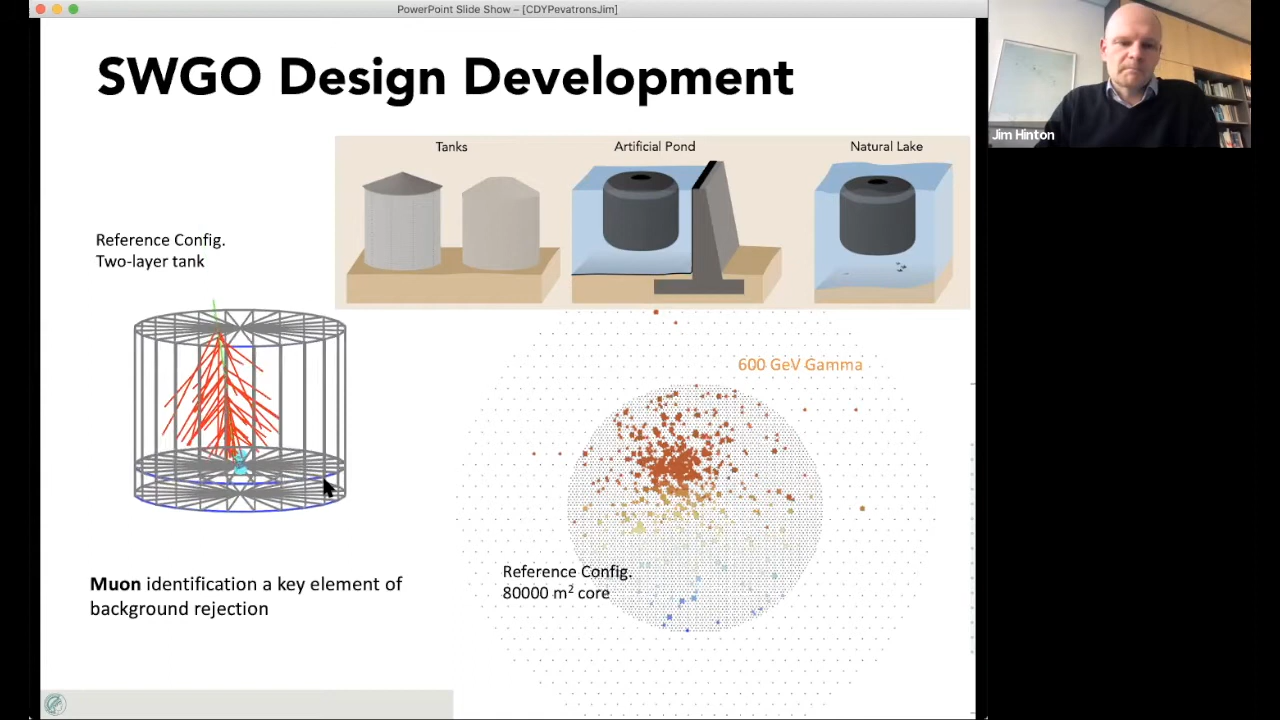 PowerPoint Slide Show – [CDYPevatronsJim]
SWGO Design Development
Jim Hinton
Tanks
Artificial Pond
Natural Lake
Reference Config.
Two-layer tank
600 GeV Gamma
Reference Config.
80000 m² core
Muon identification a key element of
background rejection